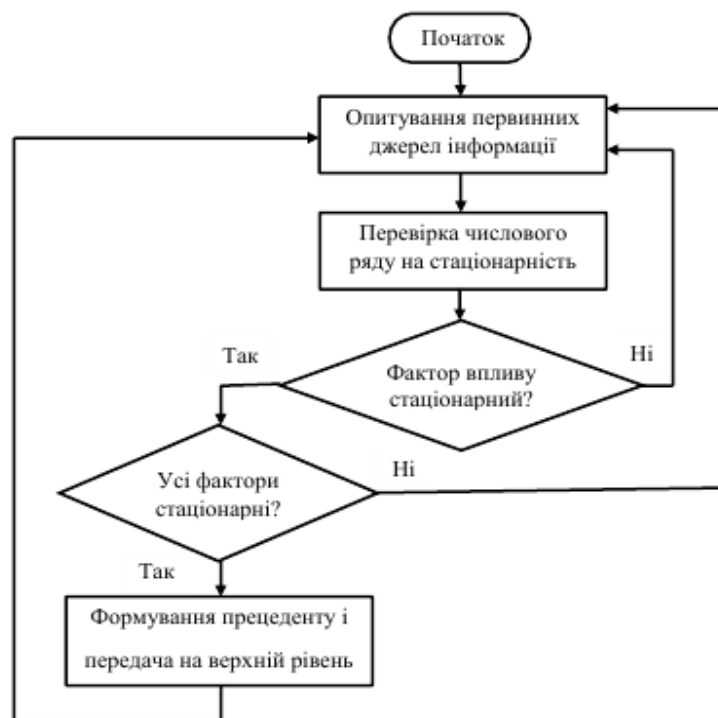 Початок
Опитування первинних
джерел інформації
Перевірка числового
ряду на стаціонарність
Так
Ні
Фактор впливу
стаціонарний?
Ні
Усі фактори
стаціонарні?
Так
Формування прецеденту і
передача на верхній рівень